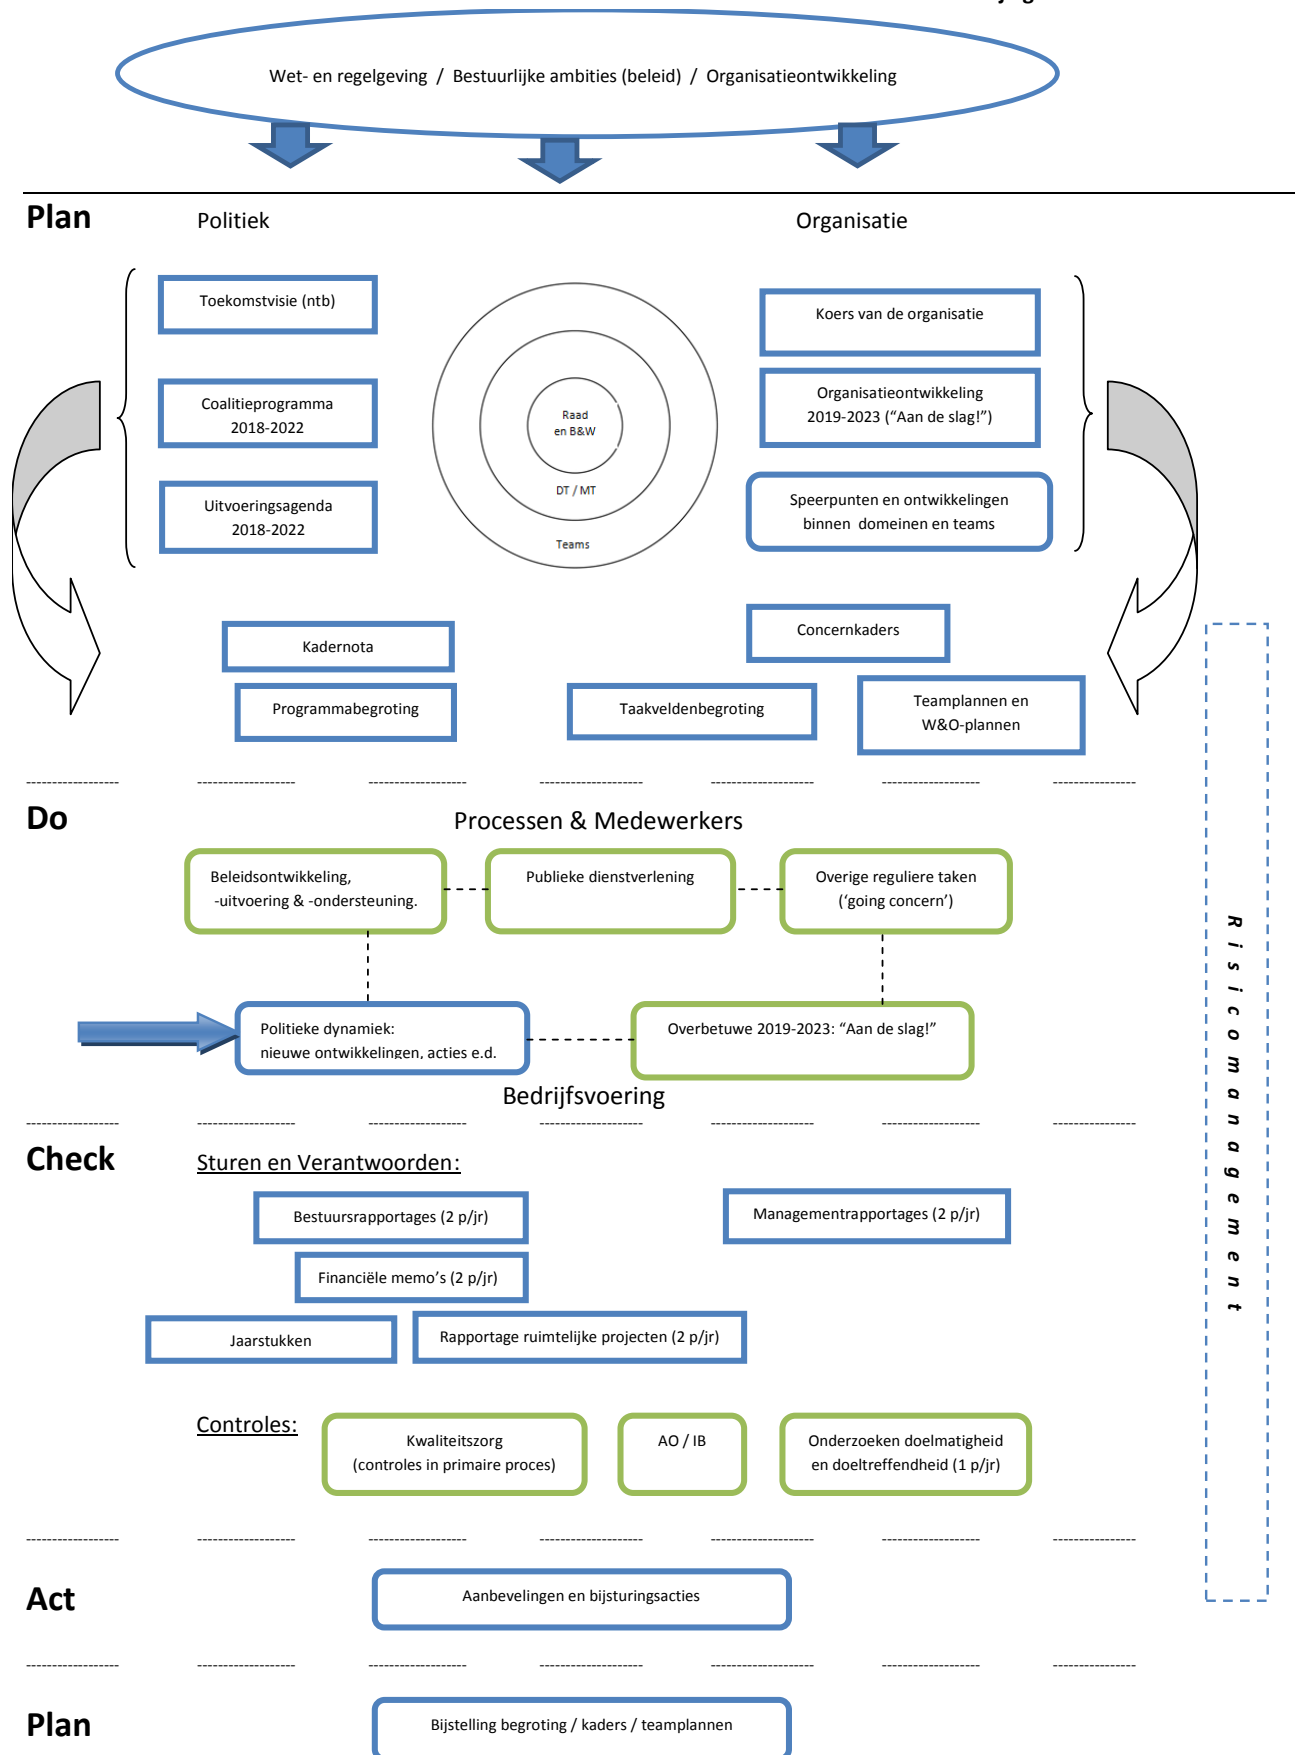 Wet- en regelgeving / Bestuurlijke ambities (beleid) / Organisatieontwikkeling
Plan
Politiek
Organisatie
Toekomstvisie (ntb)
Coalitieprogramma
2018-2022
Uitvoeringsagenda
2018-2022
Raad
en B&W
DT / MT
Teams
Koers van de organisatie
Organisatieontwikkeling
2019-2023 (“Aan de slag!”)
Speerpunten en ontwikkelingen
binnen domeinen en teams
Kadernota
Concernkaders
Programmabegroting
Taakveldenbegroting
Teamplannen en
W&O-plannen
Do
Processen & Medewerkers
Beleidsontwikkeling,
-uitvoering & -ondersteuning.
Publieke dienstverlening
Overige reguliere taken
(‘going concern’)
Politieke dynamiek:
nieuwe ontwikkelingen, acties e.d.
Overbetuwe 2019-2023: “Aan de slag!”
Bedrijfsvoering
Risicomanagement
Check
Sturen en Verantwoorden:
Bestuursrapportages (2 p/jr)
Managementrapportages (2 p/jr)
Financiële memo’s (2 p/jr)
Jaarstukken
Rapportage ruimtelijke projecten (2 p/jr)
Controles:
Kwaliteitszorg
(controles in primaire proces)
AO / IB
Onderzoeken doelmatigheid
en doeltreffendheid (1 p/jr)
Act
Aanbevelingen en bijsturingsacties
Plan
Bijstelling begroting / kaders / teamplannen